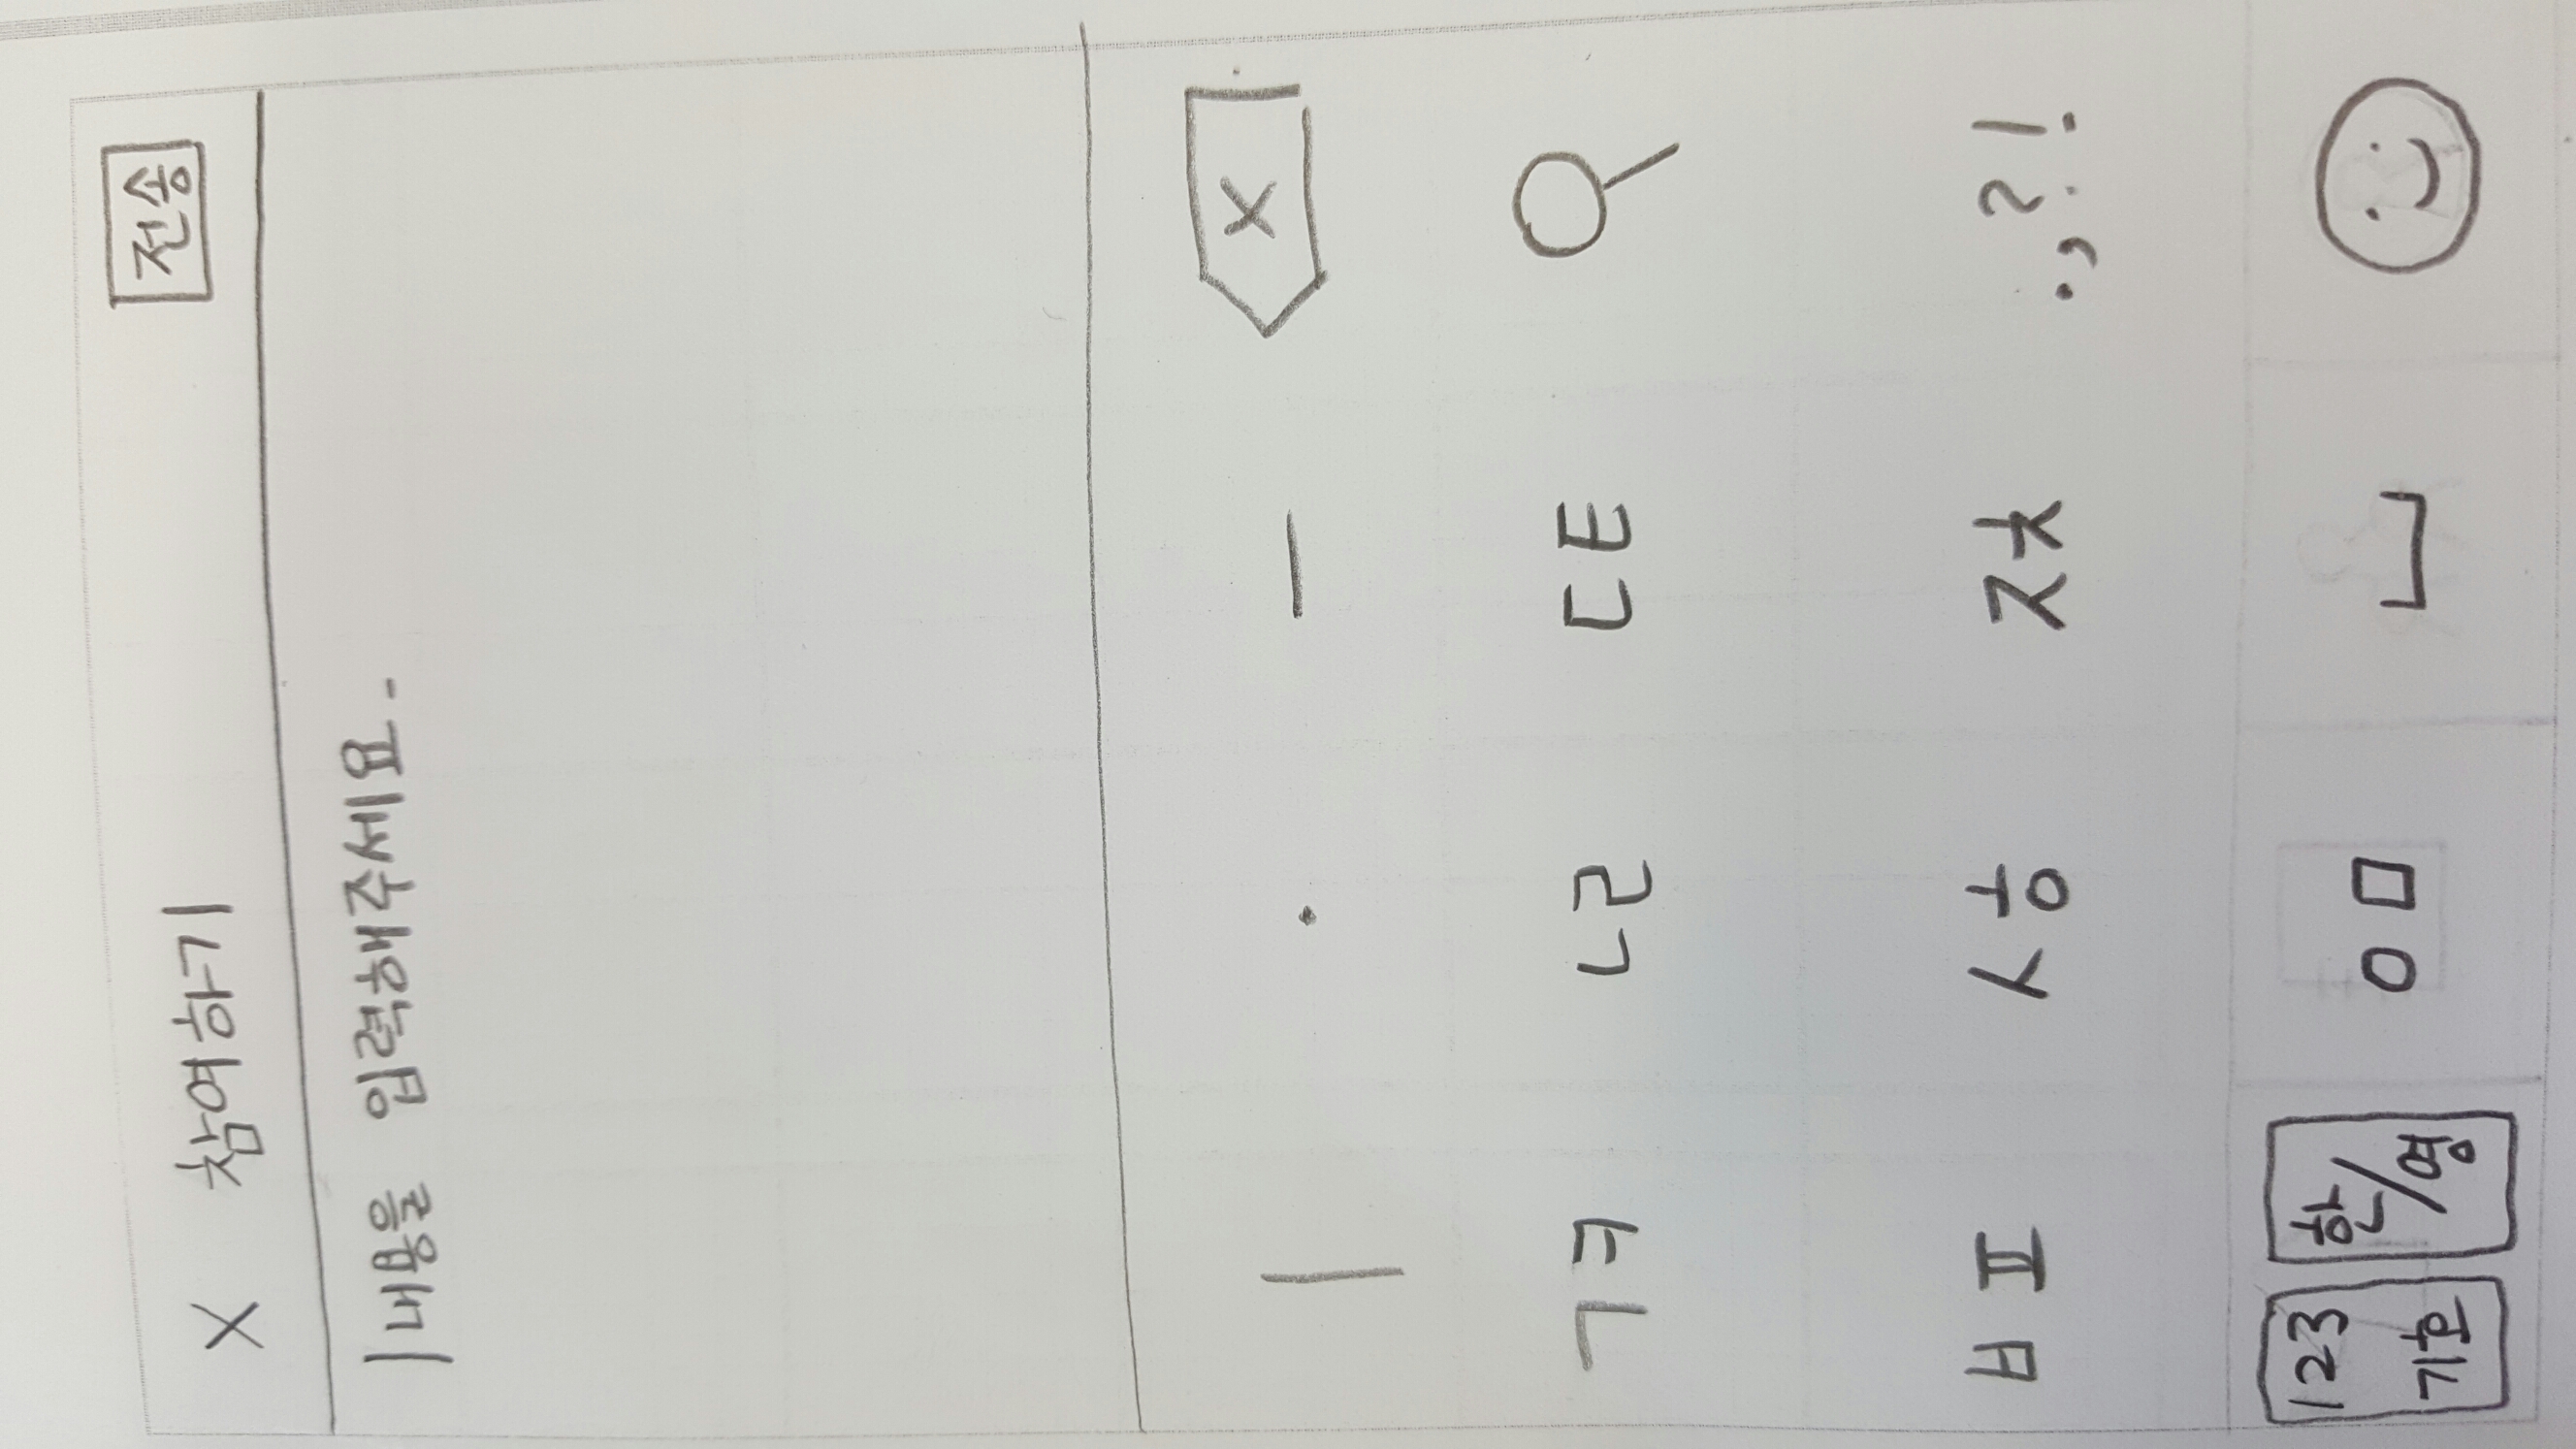 X 참여하기 전송
내용을 입력해주세요.
ㅣ · ㅡ X
ㄱㅋ ㄴㄹ ㄷㅌ
ㅂㅍ ㅅㅎ ㅈㅊ .,?!
123 기호 한/영 ㅇㅁ